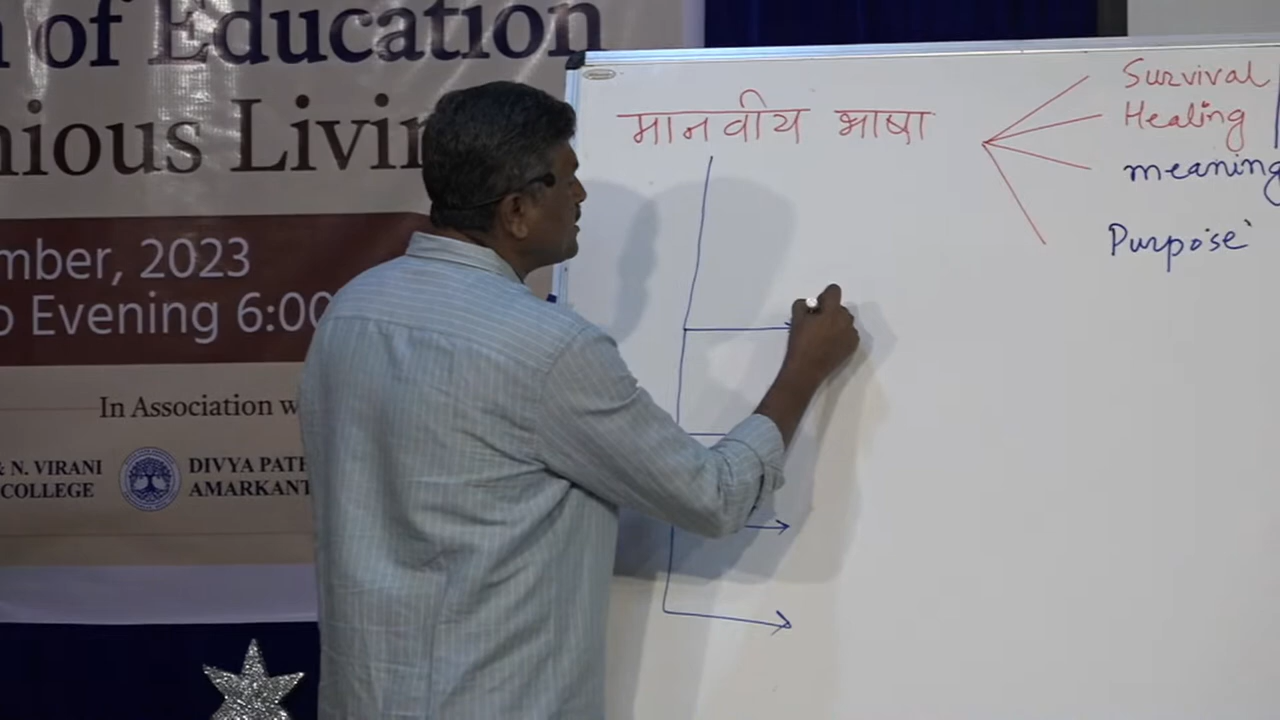 of Education
nious Livin
mber, 2023
o Evening 6:00
In Association w
& N. VIRANI
COLLEGE
DIVYA PATH
AMARKANT
मानवीय भाषा
Survival
Healing
meaning
Purpose